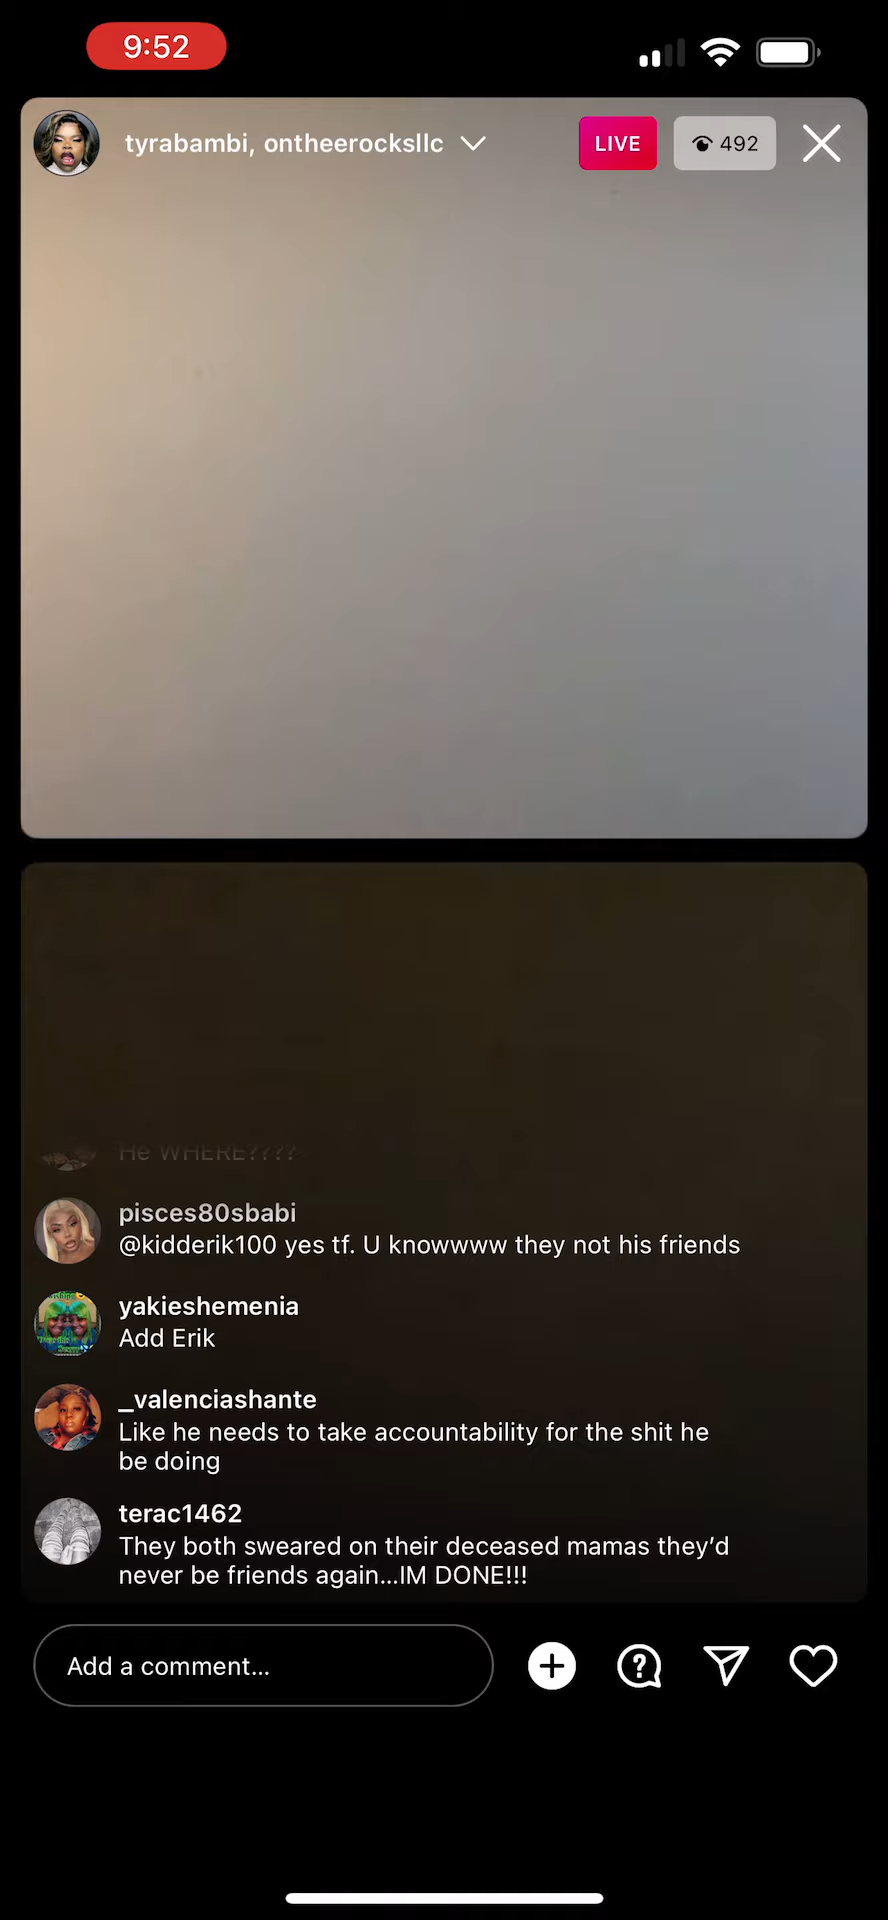 9:52
tyrabambi, ontheerocksllc
LIVE
492
He WHERE????
pisces80sbabi
@kidderik100 yes tf. U knowwww they not his friends
yakieshemenia
Add Erik
_valenciashante
Like he needs to take accountability for the shit he
be doing
terac1462
They both sweared on their deceased mamas they’d
never be friends again...IM DONE!!!
Add a comment...